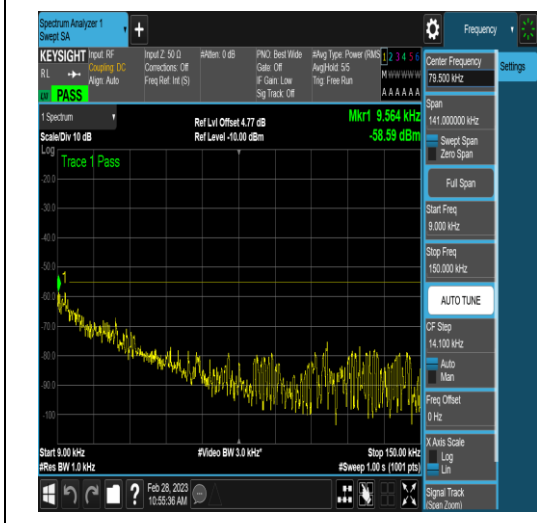 Spectrum Analyzer 1
Swept SA
+
Frequency
KEYSIGHT
RL
PASS
Input: RF
Coupling: DC
Align: Auto
Input Z: 50 Ω
Corrections: Off
Freq Ref: Int (S)
#Atten: 0 dB
PNO: Best Wide
Gate: Off
IF Gain: Low
Sig Track: Off
#Avg Type: Power (RMS
Avg|Hold: 5/5
Trig: Free Run
1 2 3 4 5 6
M W W W W W
A A A A A A
1 Spectrum
Scale/Div 10 dB
Ref Lvl Offset 4.77 dB
Ref Level -10.00 dBm
Mkr1 9.564 kHz
-58.59 dBm
Log
Trace 1 Pass
-20.0
-30.0
-40.0
-50.0
1
-60.0
-70.0
-80.0
-90.0
-100
Start 9.00 kHz
#Res BW 1.0 kHz
#Video BW 3.0 kHz*
Stop 150.00 kHz
#Sweep 1.00 s (1001 pts)
?
Feb 28, 2023
10:55:36 AM
Center Frequency
79.500 kHz
Span
141.000000 kHz
Swept Span
Zero Span
Full Span
Start Freq
9.000 kHz
Stop Freq
150.000 kHz
AUTO TUNE
CF Step
14.100 kHz
Auto
Man
Freq Offset
0 Hz
X Axis Scale
Log
Lin
Signal Track
(Span Zoom)
Settings